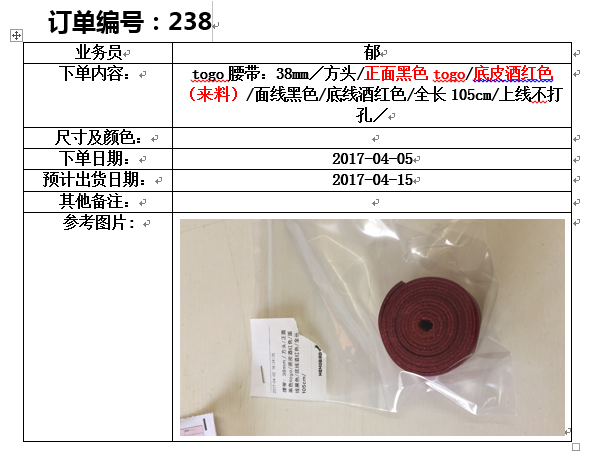 订单编号：238
业务员 郁
下单内容： togo腰带：38mm／方头/正面黑色togo/底皮酒红色
（来料）/面线黑色/底线酒红色/全长105cm/上线不打
孔／
尺寸及颜色：
下单日期： 2017-04-05
预计出货日期： 2017-04-15
其他备注：
参考图片:
105cm/